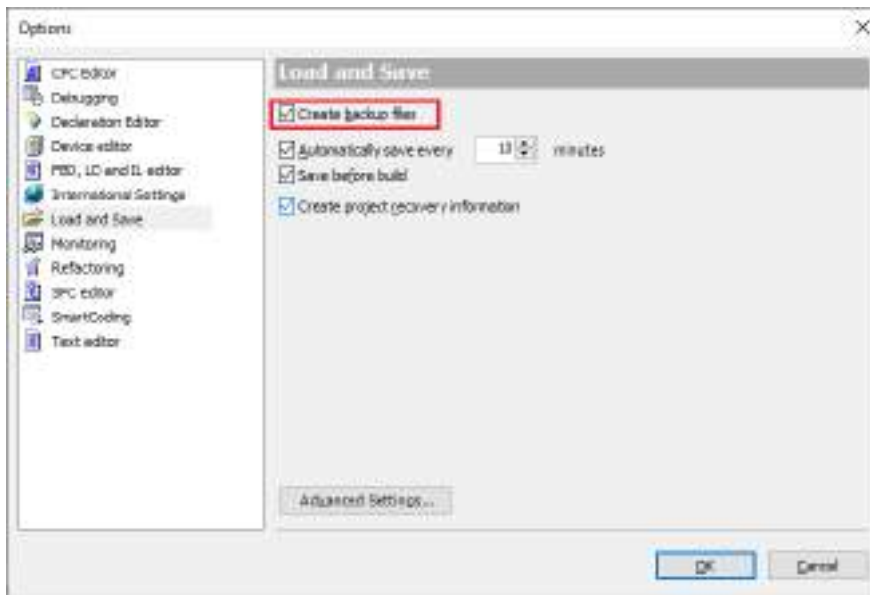 Options
CFC Editor
Debugging
Declaration Editor
Device editor
FBD, LD and IL editor
International Settings
Load and Save
Monitoring
Refactoring
SFC editor
SmartCoding
Text editor
Load and Save
Create backup files
Automatically save every minutes
Save before build
Create project recovery information
Advanced Settings...
OK
Cancel